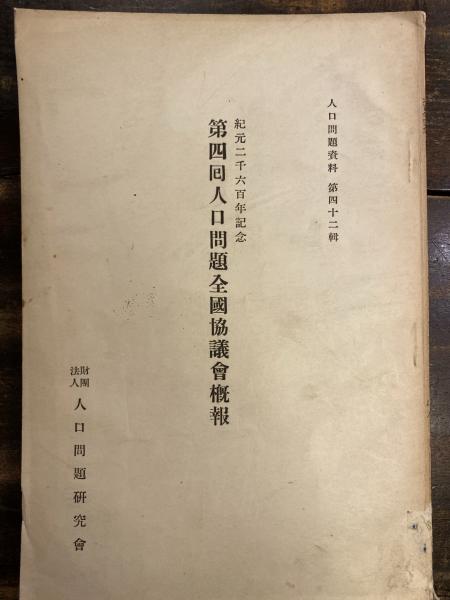 人口問題資料 第四十二輯
紀元二千六百年記念
第四回人口問題全國協議會概報
財團法人 人口問題研究會